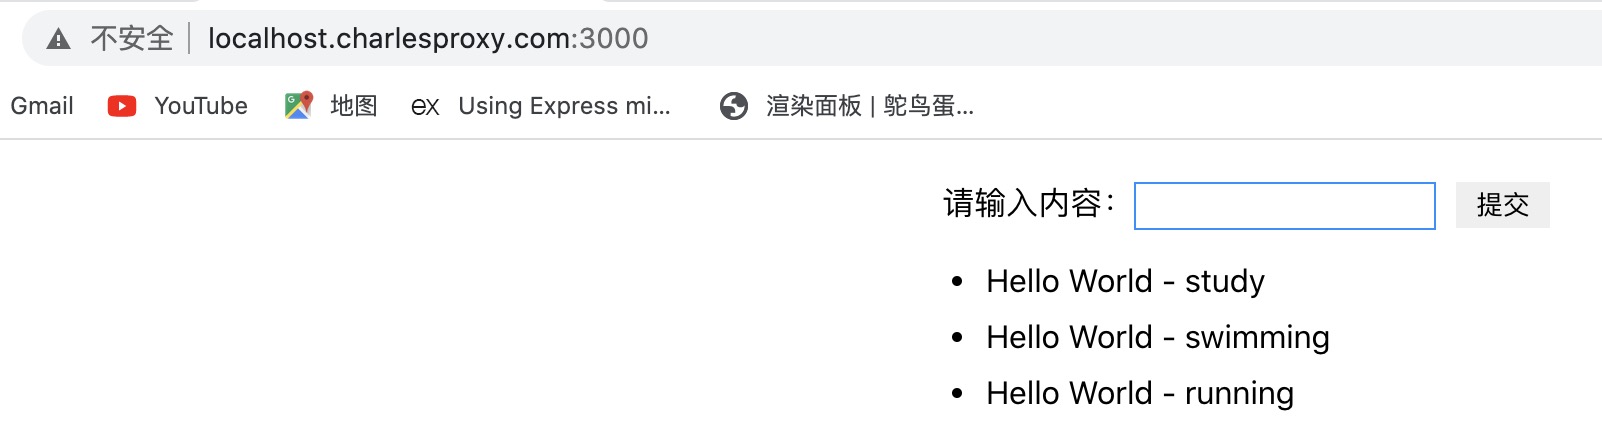 不安全 localhost.charlesproxy.com:3000
Gmail YouTube 地图 ex Using Express mi... 渲染面板 | 鸵鸟蛋...
请输入内容： 提交
Hello World - study
Hello World - swimming
Hello World - running